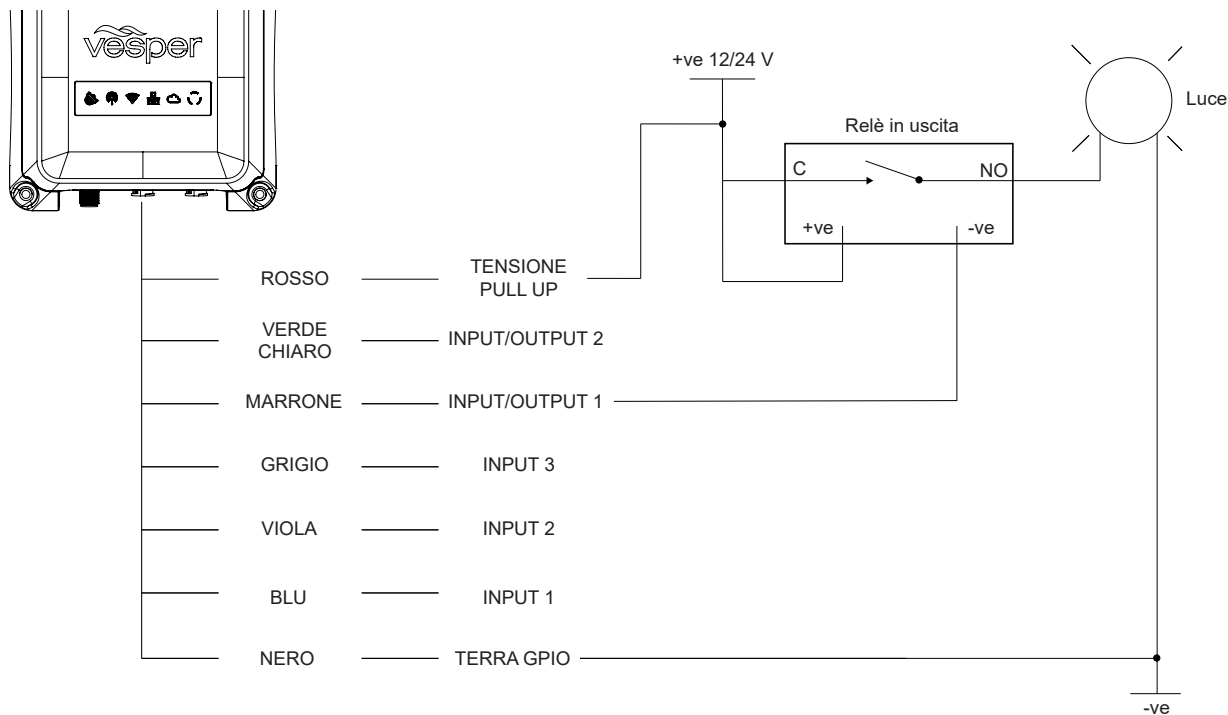 vesper
+ve 12/24 V
Luce
Relè in uscita
C
NO
+ve
-ve
ROSSO
TENSIONE
PULL UP
VERDE
CHIARO
INPUT/OUTPUT 2
MARRONE
INPUT/OUTPUT 1
GRIGIO
INPUT 3
VIOLA
INPUT 2
BLU
INPUT 1
NERO
TERRA GPIO
-ve